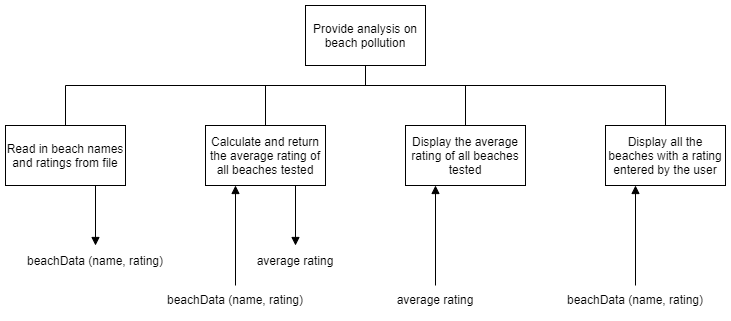 Provide analysis on
beach pollution
Read in beach names
and ratings from file
Calculate and return
the average rating of
all beaches tested
Display the average
rating of all beaches
tested
Display all the
beaches with a rating
entered by the user
beachData (name, rating)
average rating
beachData (name, rating)
average rating
beachData (name, rating)